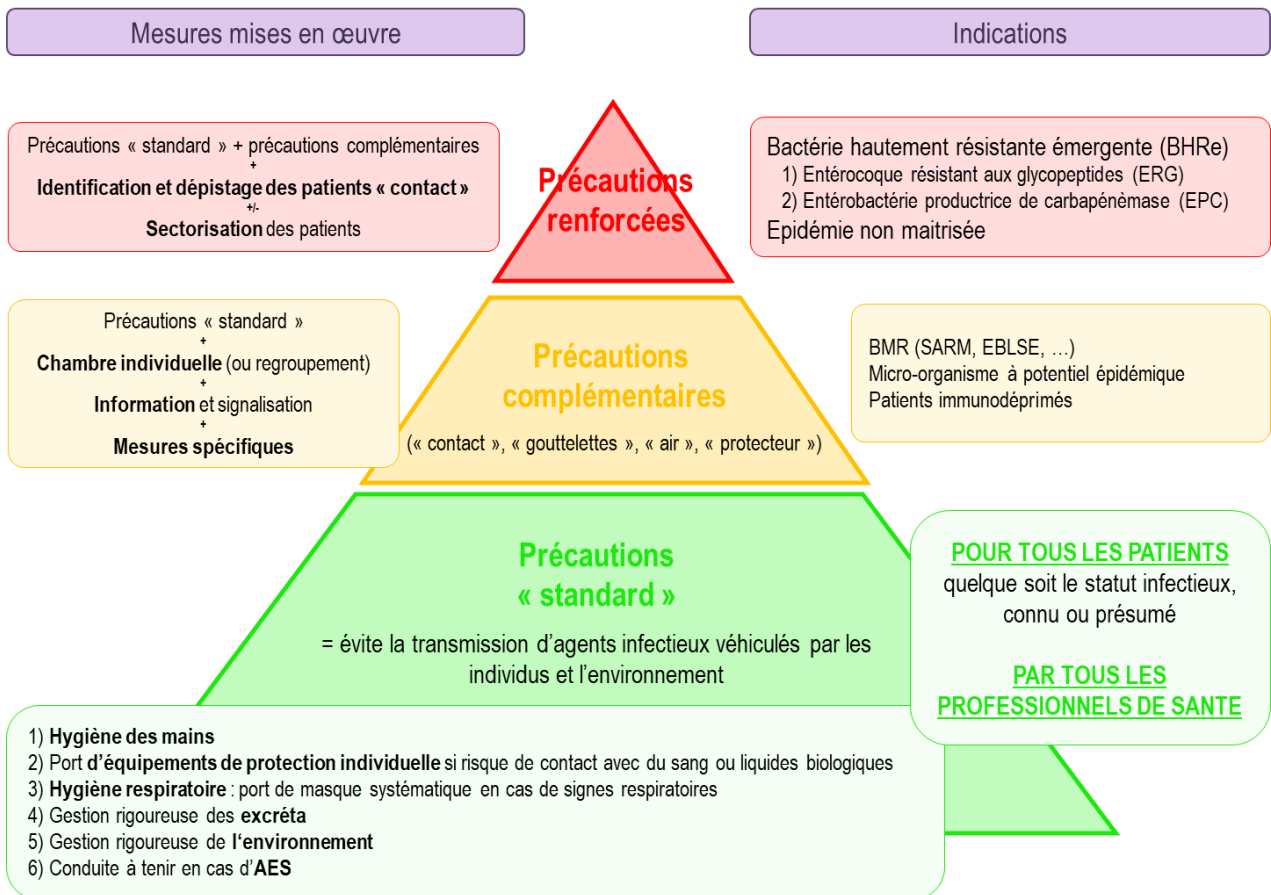 Mesures mises en œuvre
Indications
Précautions « standard » + précautions complémentaires
+
Identification et dépistage des patients « contact »
+/-
Sectorisation des patients
Précautions
renforcées
Bactérie hautement résistante émergente (BHRe)
1) Entérocoque résistant aux glycopeptides (ERG)
2) Entérobactérie productrice de carbapénèmase (EPC)
Epidémie non maitrisée
Précautions « standard »
+
Chambre individuelle (ou regroupement)
+
Information et signalisation
+
Mesures spécifiques
Précautions
complémentaires
(« contact », « gouttelettes », « air », « protecteur »)
BMR (SARM, EBLSE, …)
Micro-organisme à potentiel épidémique
Patients immunodéprimés
Précautions
« standard »
= évite la transmission d’agents infectieux véhiculés par les
individus et l’environnement
POUR TOUS LES PATIENTS
quelque soit le statut infectieux,
connu ou présumé
PAR TOUS LES
PROFESSIONNELS DE SANTE
1) Hygiène des mains
2) Port d’équipements de protection individuelle si risque de contact avec du sang ou liquides biologiques
3) Hygiène respiratoire : port de masque systématique en cas de signes respiratoires
4) Gestion rigoureuse des excréta
5) Gestion rigoureuse de l‘environnement
6) Conduite à tenir en cas d’AES